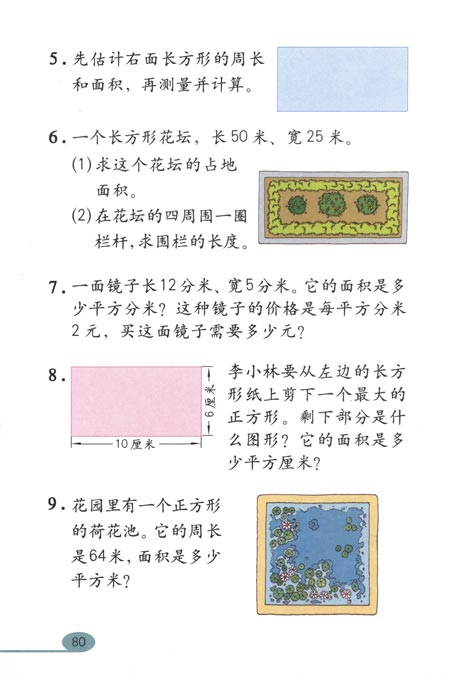 5. 先估计右面长方形的周长
和面积，再测量并计算。
6. 一个长方形花坛，长50米、宽25米。
(1) 求这个花坛的占地
面积。
(2) 在花坛的四周围一圈
栏杆，求围栏的长度。
7. 一面镜子长12分米、宽5分米。它的面积是多
少平方分米？这种镜子的价格是每平方分米
2元，买这面镜子需要多少元？
8.
6厘米
10厘米
李小林要从左边的长方
形纸上剪下一个最大的
正方形。剩下部分是什
么图形？它的面积是多
少平方厘米？
9. 花园里有一个正方形
的荷花池。它的周长
是64米，面积是多少
平方米？
80